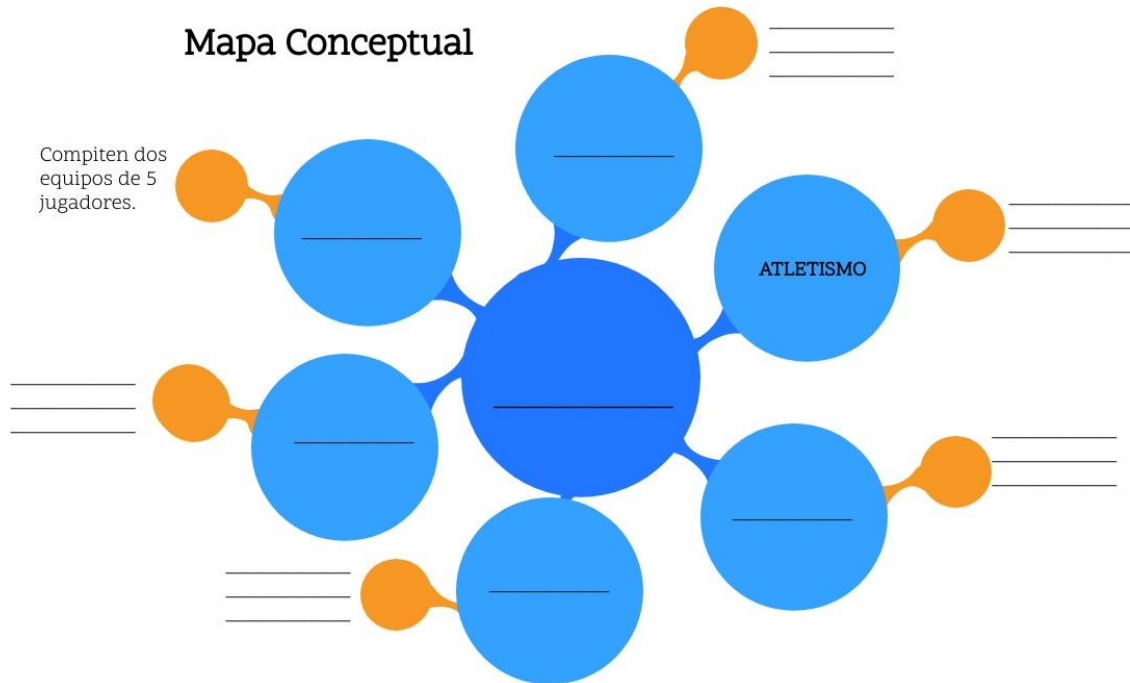 Mapa Conceptual
Compiten dos
equipos de 5
jugadores.
ATLETISMO